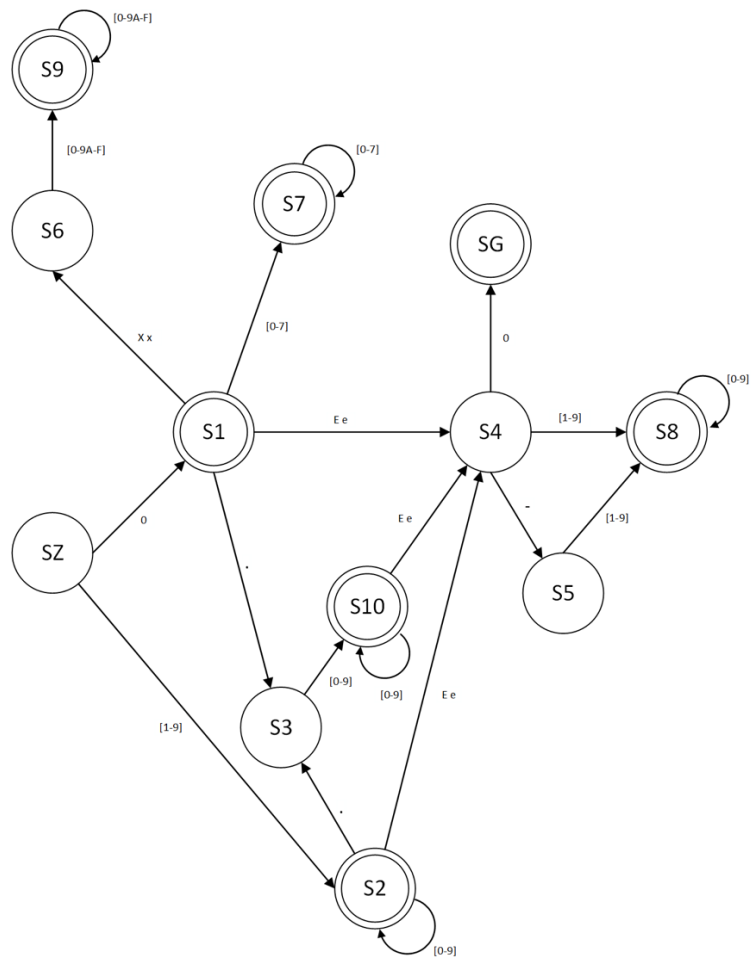 [0-9A-F]
S9
[0-9A-F]
[0-7]
S7
S6
SG
[0-7]
X x
0
[0-9]
S1
E e
S4
[1-9]
S8
0
E e
-
[1-9]
SZ
.
S10
S5
[0-9]
[0-9]
E e
S3
[1-9]
.
S2
[0-9]